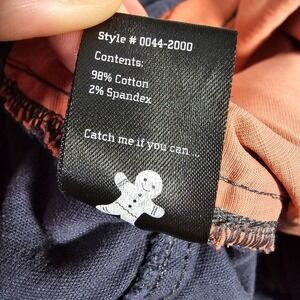 Style # 0044-2000
Contents:
98% Cotton
2% Spandex
Catch me if you can ...